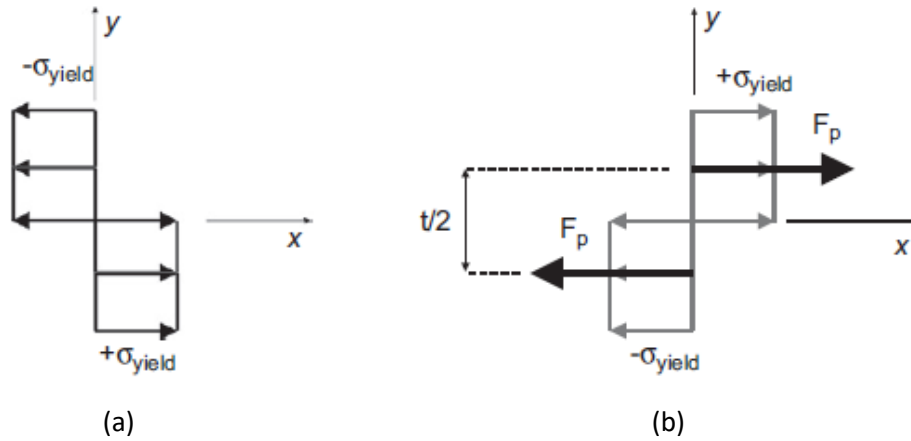 y
-σyield
x
+σyield
(a)
y
+σyield
Fp
t/2
Fp
x
-σyield
(b)